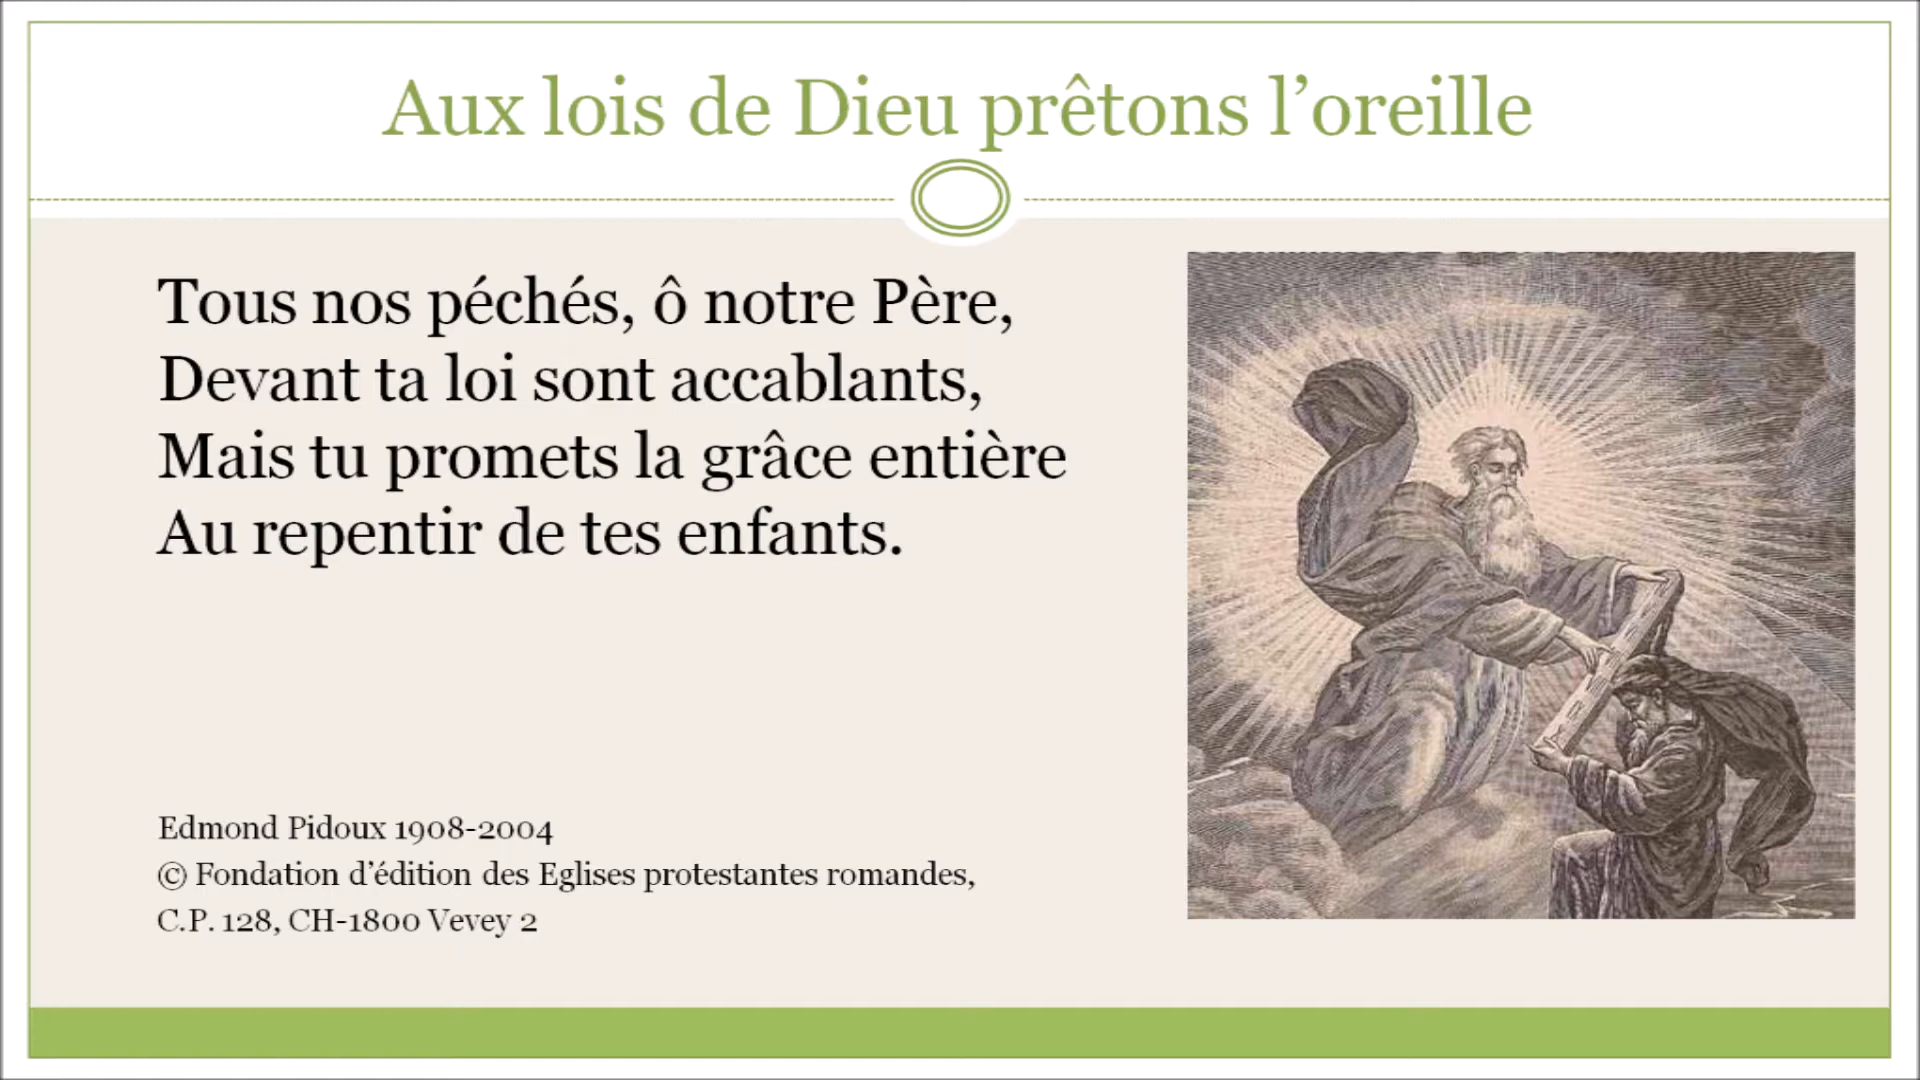 Aux lois de Dieu prêtons l’oreille
Tous nos péchés, ô notre Père,
Devant ta loi sont accablants,
Mais tu promets la grâce entière
Au repentir de tes enfants.
Edmond Pidoux 1908-2004
© Fondation d’édition des Eglises protestantes romandes,
C.P. 128, CH-1800 Vevey 2